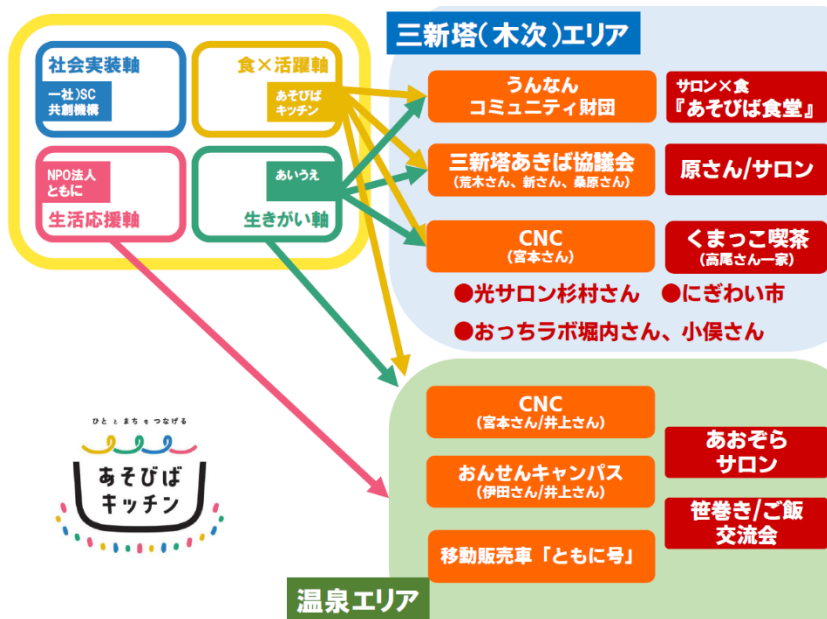 三新塔(木次)エリア
社会実装軸
一社)SC
共創機構
食×活躍軸
あそびば
キッチン
NPO法人
ともに
生活応援軸
あいうえ
生きがい軸
うんなん
コミュニティ財団
サロン×食
『あそびば食堂』
三新塔あきば協議会
(荒木さん、新さん、桑原さん)
原さん/サロン
CNC
(宮本さん)
くまっこ喫茶
(高尾さん一家)
●光サロン杉村さん ●にぎわい市
●おっちラボ堀内さん、小俣さん
CNC
(宮本さん/井上さん)
おんせんキャンパス
(伊田さん/井上さん)
移動販売車「ともに号」
あおぞら
サロン
笹巻き/ご飯
交流会
温泉エリア
ひととまちをつなげる
あそびば
キッチン